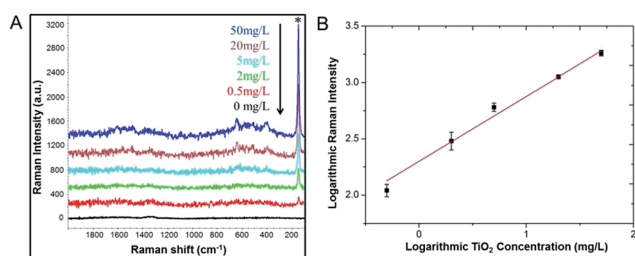 A
B
3200
2800
2400
2000
1600
1200
800
400
0
Raman Intensity (a.u.)
50mg/L
20mg/L
5mg/L
2mg/L
0.5mg/L
0 mg/L
*
1800 1600 1400 1200 1000 800 600 400 200
Raman shift (cm⁻¹)
3.5
3.0
2.5
2.0
Logarithmic Raman Intensity
0 1 2
Logarithmic TiO₂ Concentration (mg/L)